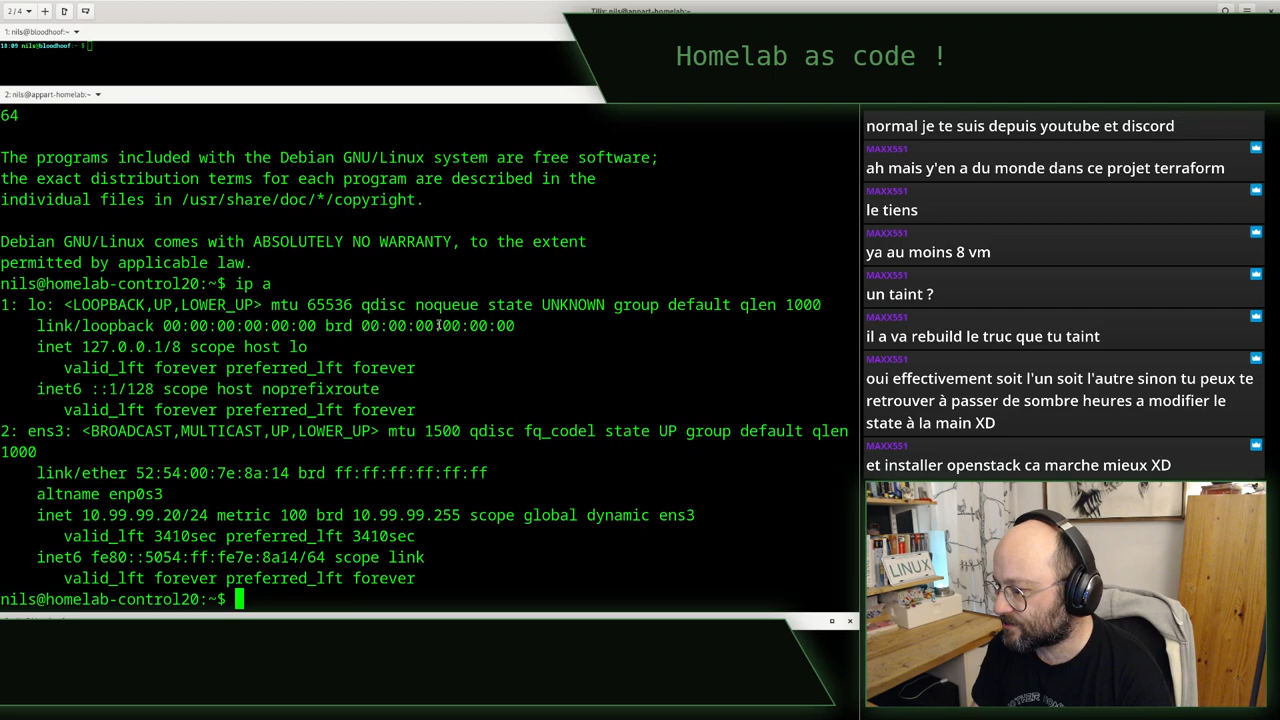 2 / 4
Tilix: nils@appart-homelab:~
1: nils@bloodhoof:~
18:09 nils@bloodhoof:~ $
Homelab as code !
2: nils@appart-homelab:~
64
The programs included with the Debian GNU/Linux system are free software;
the exact distribution terms for each program are described in the
individual files in /usr/share/doc/*/copyright.
Debian GNU/Linux comes with ABSOLUTELY NO WARRANTY, to the extent
permitted by applicable law.
nils@homelab-control20:~$ ip a
1: lo: <LOOPBACK,UP,LOWER_UP> mtu 65536 qdisc noqueue state UNKNOWN group default qlen 1000
link/loopback 00:00:00:00:00:00 brd 00:00:00:00:00:00
inet 127.0.0.1/8 scope host lo
valid_lft forever preferred_lft forever
inet6 ::1/128 scope host noprefixroute
valid_lft forever preferred_lft forever
2: ens3: <BROADCAST,MULTICAST,UP,LOWER_UP> mtu 1500 qdisc fq_codel state UP group default qlen
1000
link/ether 52:54:00:7e:8a:14 brd ff:ff:ff:ff:ff:ff
altname enp0s3
inet 10.99.99.20/24 metric 100 brd 10.99.99.255 scope global dynamic ens3
valid_lft 3410sec preferred_lft 3410sec
inet6 fe80::5054:ff:fe7e:8a14/64 scope link
valid_lft forever preferred_lft forever
nils@homelab-control20:~$
normal je te suis depuis youtube et discord
MAXX551
ah mais y'en a du monde dans ce projet terraform
MAXX551
le tiens
MAXX551
ya au moins 8 vm
MAXX551
un taint ?
MAXX551
il a va rebuild le truc que tu taint
MAXX551
oui effectivement soit l'un soit l'autre sinon tu peux te
retrouver à passer de sombre heures a modifier le
state à la main XD
MAXX551
et installer openstack ca marche mieux XD
LINUX